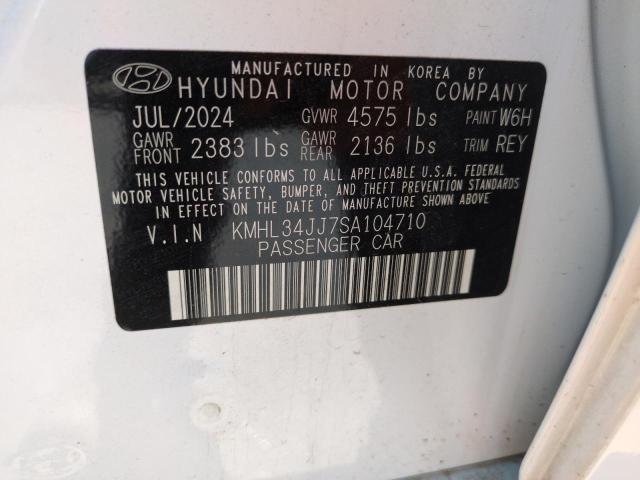 MANUFACTURED IN KOREA BY
HYUNDAI MOTOR COMPANY
JUL/2024 GVWR 4575 lbs PAINT W6H
GAWR FRONT 2383 lbs GAWR REAR 2136 lbs TRIM REY
THIS VEHICLE CONFORMS TO ALL APPLICABLE U.S.A. FEDERAL
MOTOR VEHICLE SAFETY, BUMPER, AND THEFT PREVENTION STANDARDS
IN EFFECT ON THE DATE OF MANUFACTURE SHOWN ABOVE
V.I.N KMHL34JJ7SA104710
PASSENGER CAR